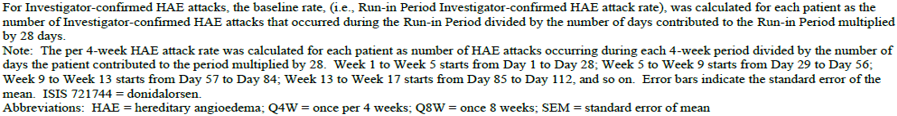 For Investigator-confirmed HAE attacks, the baseline rate, (i.e., Run-in Period Investigator-confirmed HAE attack rate), was calculated for each patient as the
number of Investigator-confirmed HAE attacks that occurred during the Run-in Period divided by the number of days contributed to the Run-in Period multiplied
by 28 days.
Note:  The per 4-week HAE attack rate was calculated for each patient as number of HAE attacks occurring during each 4-week period divided by the number of
days the patient contributed to the period multiplied by 28.  Week 1 to Week 5 starts from Day 1 to Day 28; Week 5 to Week 9 starts from Day 29 to Day 56;
Week 9 to Week 13 starts from Day 57 to Day 84; Week 13 to Week 17 starts from Day 85 to Day 112, and so on.  Error bars indicate the standard error of the
mean.  ISIS 721744 = donidalorsen.
Abbreviations:  HAE = hereditary angioedema; Q4W = once per 4 weeks; Q8W = once 8 weeks; SEM = standard error of mean